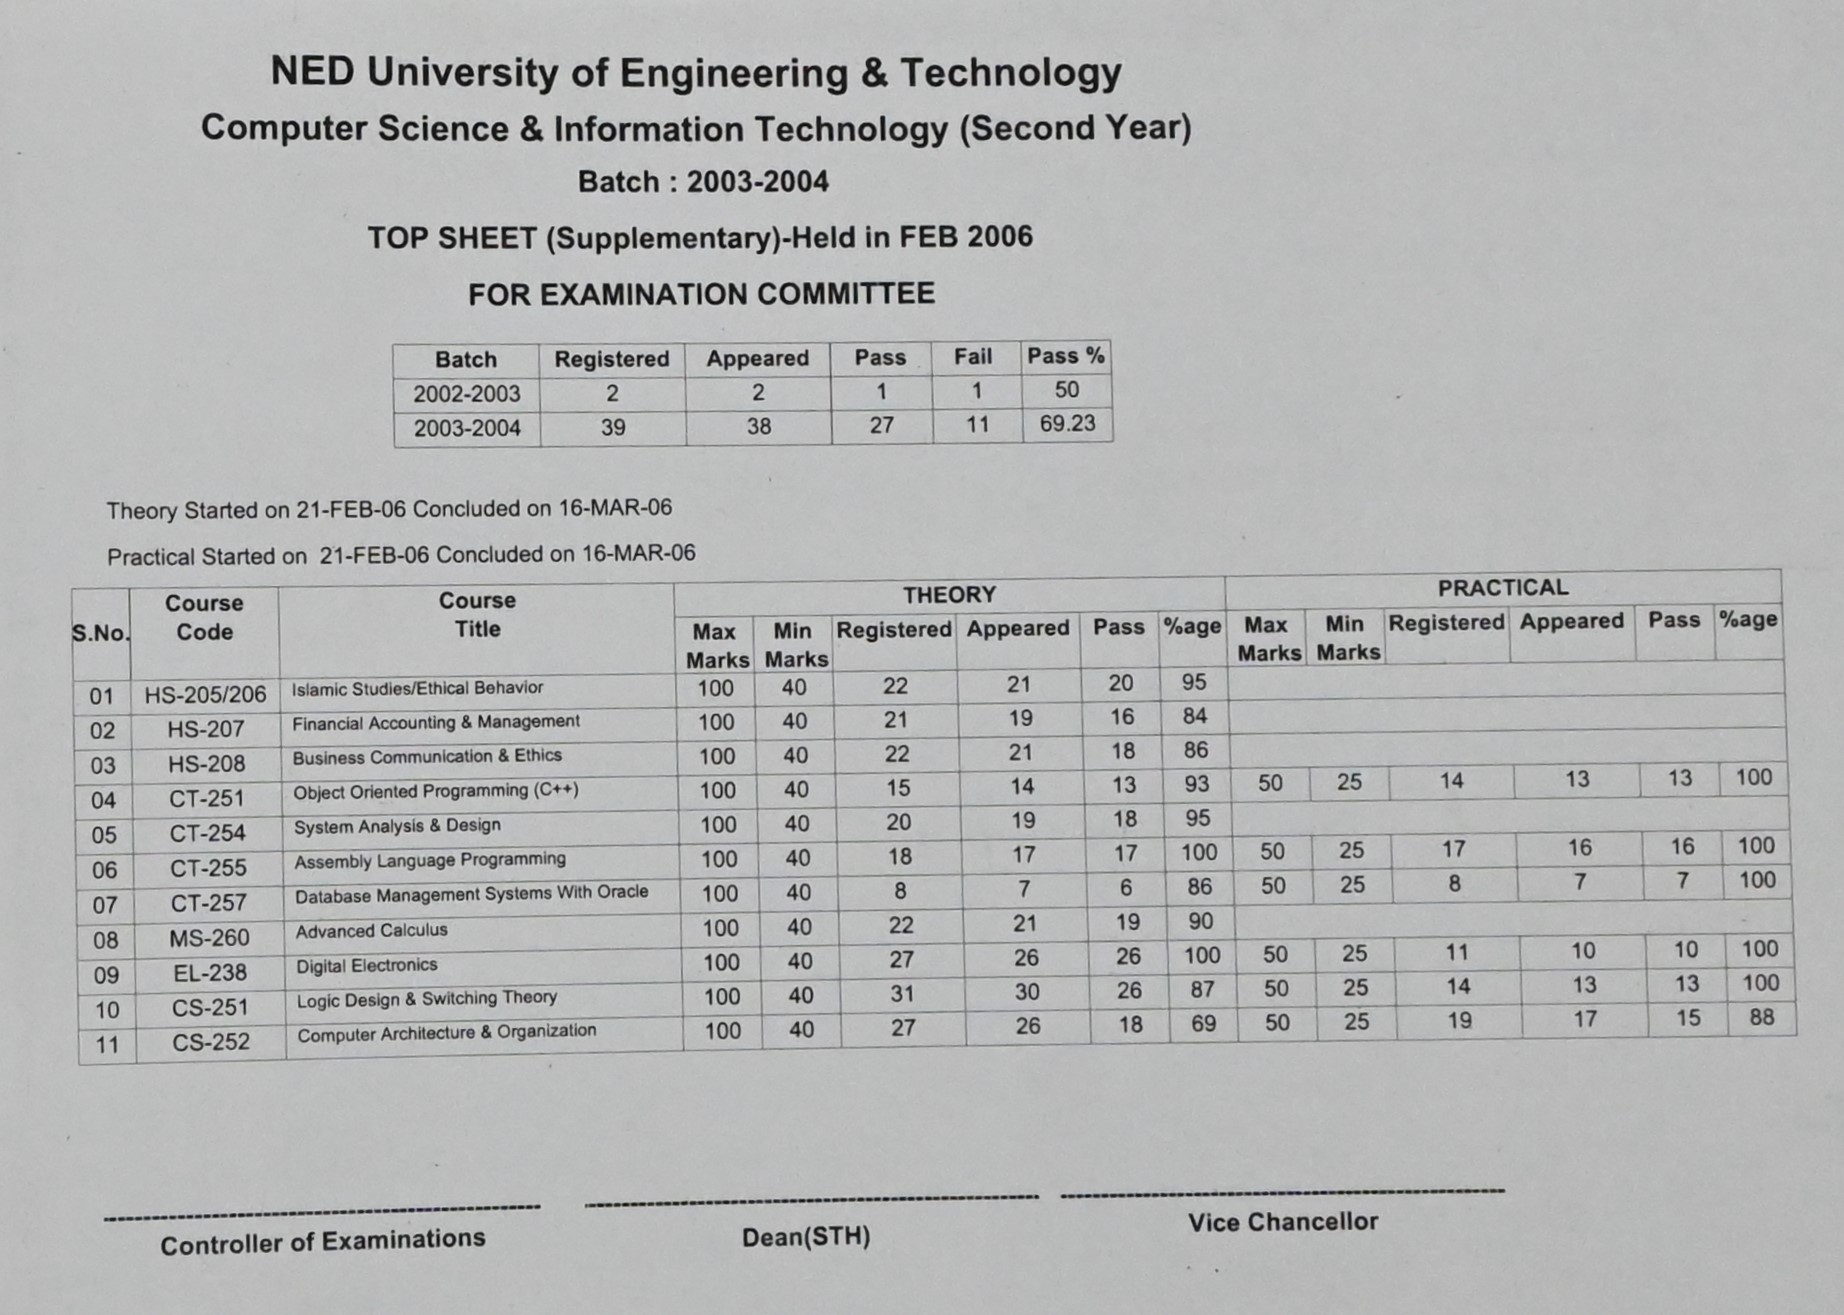 NED University of Engineering & Technology
Computer Science & Information Technology (Second Year)
Batch : 2003-2004
TOP SHEET (Supplementary)-Held in FEB 2006
FOR EXAMINATION COMMITTEE
Batch Registered Appeared Pass Fail Pass %
2002-2003 2 2 1 1 50
2003-2004 39 38 27 11 69.23
Theory Started on 21-FEB-06 Concluded on 16-MAR-06
Practical Started on 21-FEB-06 Concluded on 16-MAR-06
S.No. Course Code Course Title THEORY PRACTICAL
Max Marks Min Marks Registered Appeared Pass %age Max Marks Min Marks Registered Appeared Pass %age
01 HS-205/206 Islamic Studies/Ethical Behavior 100 40 22 21 20 95
02 HS-207 Financial Accounting & Management 100 40 21 19 16 84
03 HS-208 Business Communication & Ethics 100 40 22 21 18 86
04 CT-251 Object Oriented Programming (C++) 100 40 15 14 13 93 50 25 14 13 13 100
05 CT-254 System Analysis & Design 100 40 20 19 18 95
06 CT-255 Assembly Language Programming 100 40 18 17 17 100 50 25 17 16 16 100
07 CT-257 Database Management Systems With Oracle 100 40 8 7 6 86 50 25 8 7 7 100
08 MS-260 Advanced Calculus 100 40 22 21 19 90
09 EL-238 Digital Electronics 100 40 27 26 26 100 50 25 11 10 10 100
10 CS-251 Logic Design & Switching Theory 100 40 31 30 26 87 50 25 14 13 13 100
11 CS-252 Computer Architecture & Organization 100 40 27 26 18 69 50 25 19 17 15 88
Controller of Examinations Dean(STH) Vice Chancellor